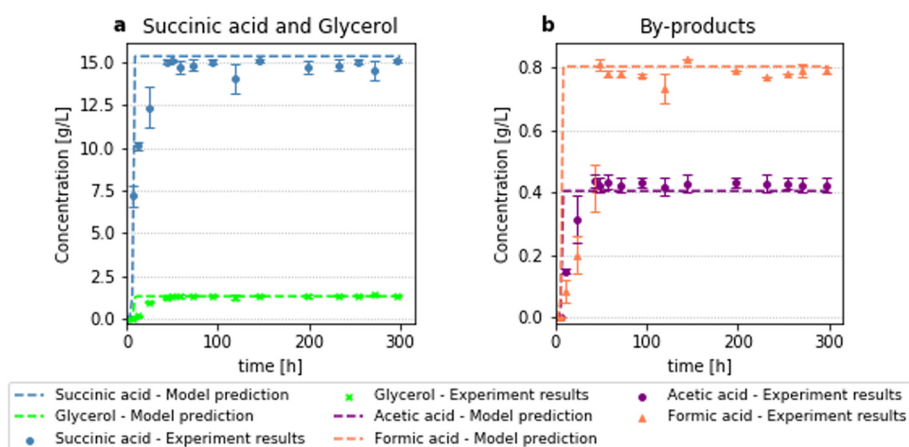 a Succinic acid and Glycerol
Concentration [g/L]
15.0
12.5
10.0
7.5
5.0
2.5
0.0
0 100 200 300
time [h]
b By-products
Concentration [g/L]
0.8
0.6
0.4
0.2
0.0
0 100 200 300
time [h]
Succinic acid - Model prediction
Glycerol - Model prediction
Succinic acid - Experiment results
Glycerol - Experiment results
Acetic acid - Model prediction
Formic acid - Model prediction
Acetic acid - Experiment results
Formic acid - Experiment results